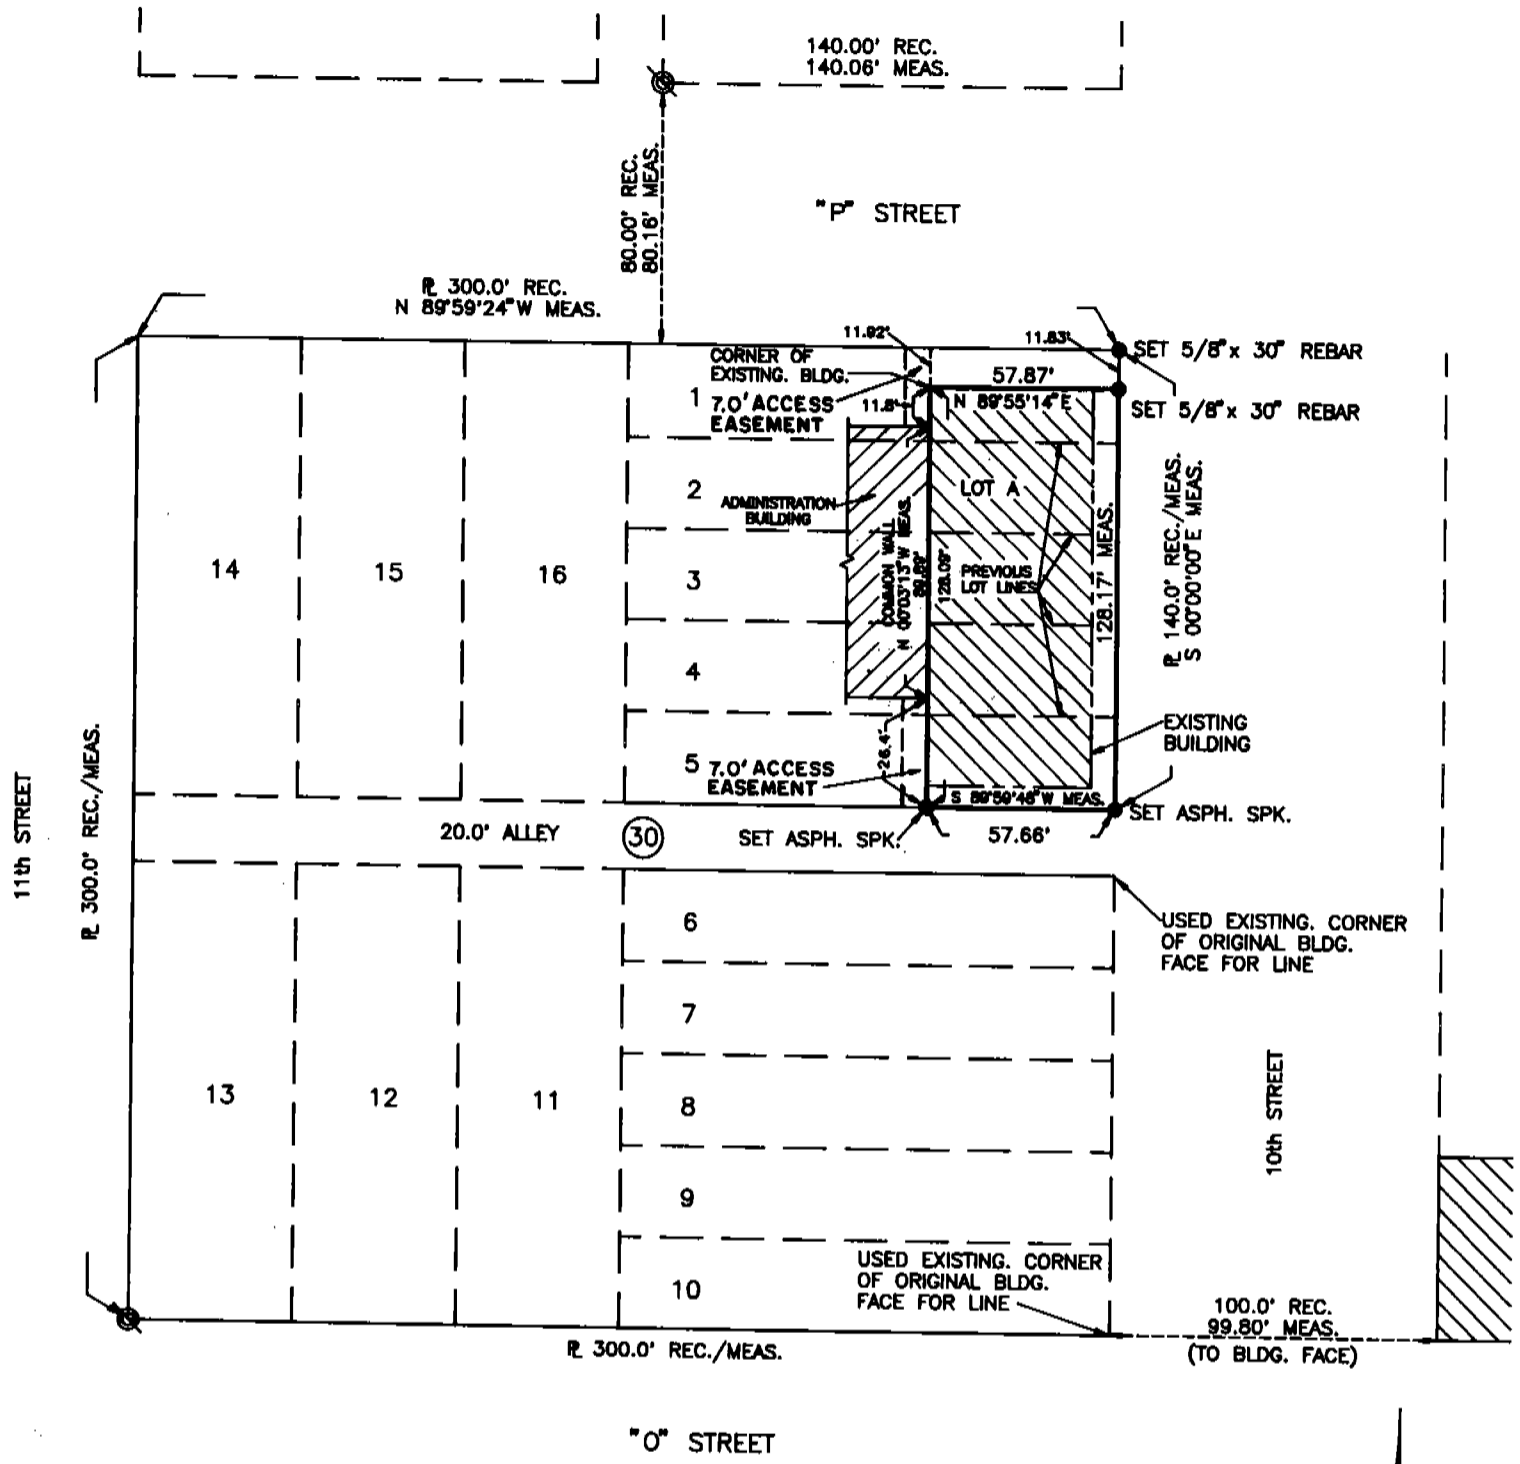 140.00' REC.
140.06' MEAS.
80.00' REC.
80.16' MEAS.
"P" STREET
℄ 300.0' REC.
N 89°59'24"W MEAS.
11.92'
11.83'
SET 5/8"x 30" REBAR
CORNER OF
EXISTING. BLDG.
57.87'
1
7.0' ACCESS
EASEMENT
11.8'
N 89°55'14"E
SET 5/8"x 30" REBAR
2
ADMINISTRATION
BUILDING
LOT A
COMMON WALL
N 00°03'13"W MEAS.
89.89'
128.09'
PREVIOUS
LOT LINES
128.17' MEAS.
℄ 140.0' REC./MEAS.
S 00°00'00"E MEAS.
14
15
16
3
4
EXISTING
BUILDING
5
7.0' ACCESS
EASEMENT
26.4'
S 89°59'46"W MEAS.
11th STREET
℄ 300.0' REC./MEAS.
20.0' ALLEY
30
SET ASPH. SPK.
57.66'
SET ASPH. SPK.
6
USED EXISTING. CORNER
OF ORIGINAL BLDG.
FACE FOR LINE
7
13
12
11
8
10th STREET
9
10
USED EXISTING. CORNER
OF ORIGINAL BLDG.
FACE FOR LINE
100.0' REC.
99.80' MEAS.
(TO BLDG. FACE)
℄ 300.0' REC./MEAS.
"O" STREET